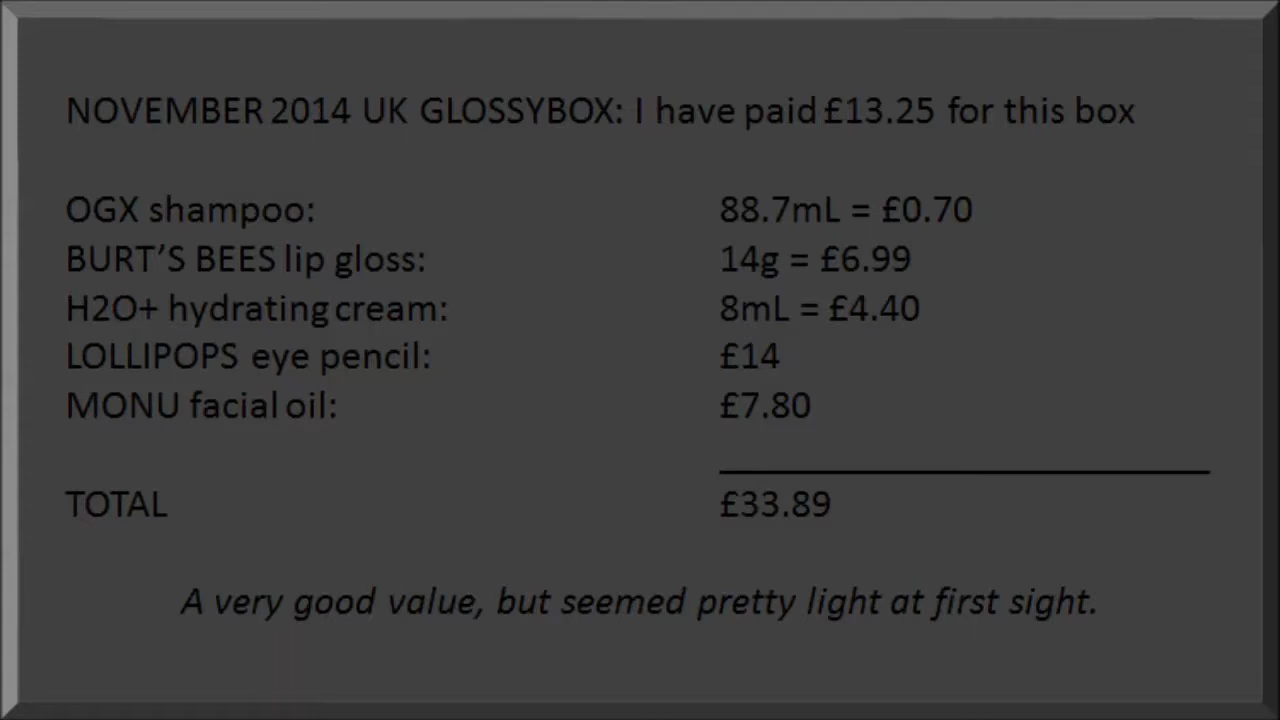 NOVEMBER 2014 UK GLOSSYBOX: I have paid £13.25 for this box
OGX shampoo: 88.7mL = £0.70
BURT’S BEES lip gloss: 14g = £6.99
H2O+ hydrating cream: 8mL = £4.40
LOLLIPOPS eye pencil: £14
MONU facial oil: £7.80
TOTAL £33.89
A very good value, but seemed pretty light at first sight.